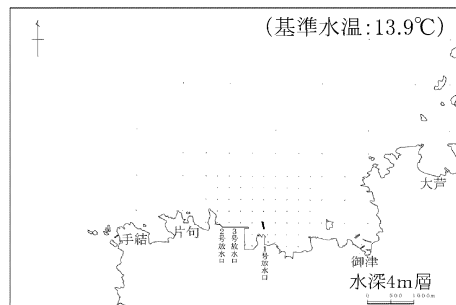 (基準水温:13.9℃)
大芦
手結
片句
2号放水口
3号放水口
1号放水口
御津
水深4m層
0 500 1000m